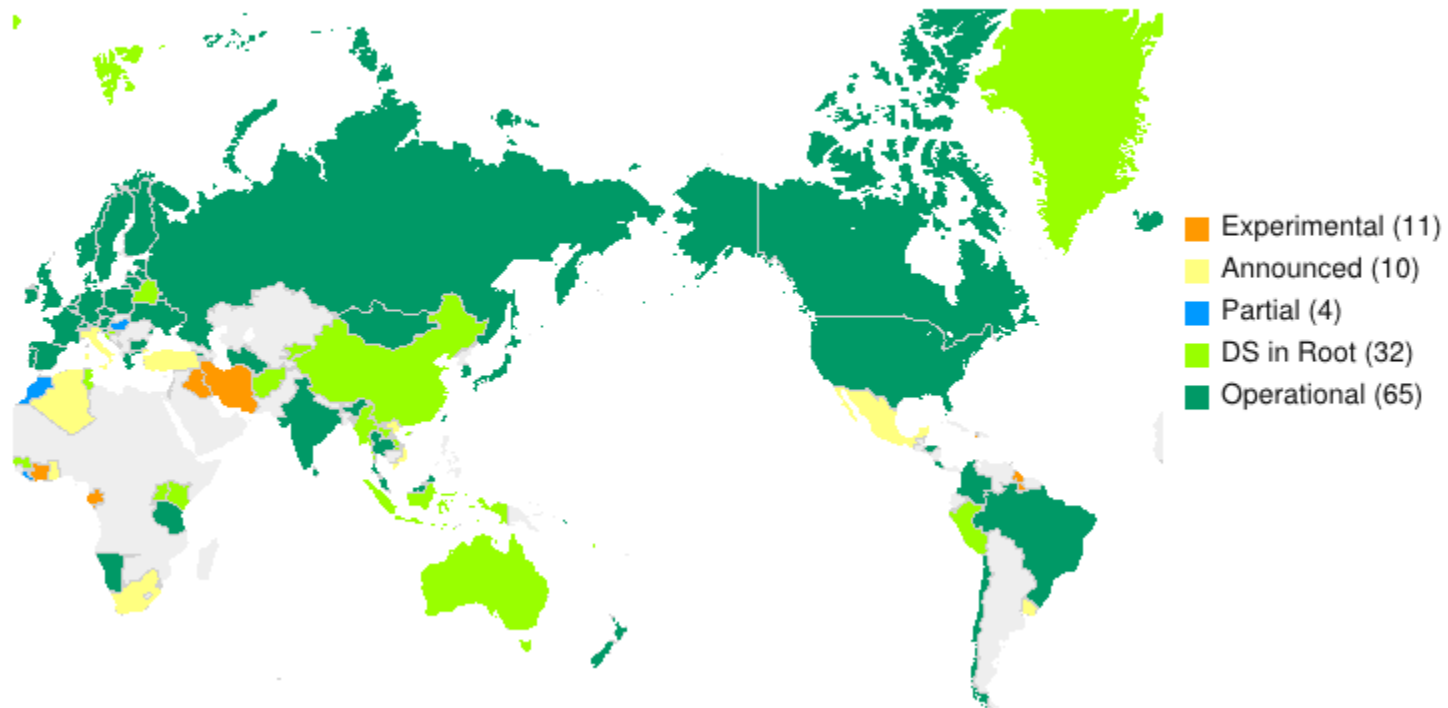 Experimental (11)
Announced (10)
Partial (4)
DS in Root (32)
Operational (65)